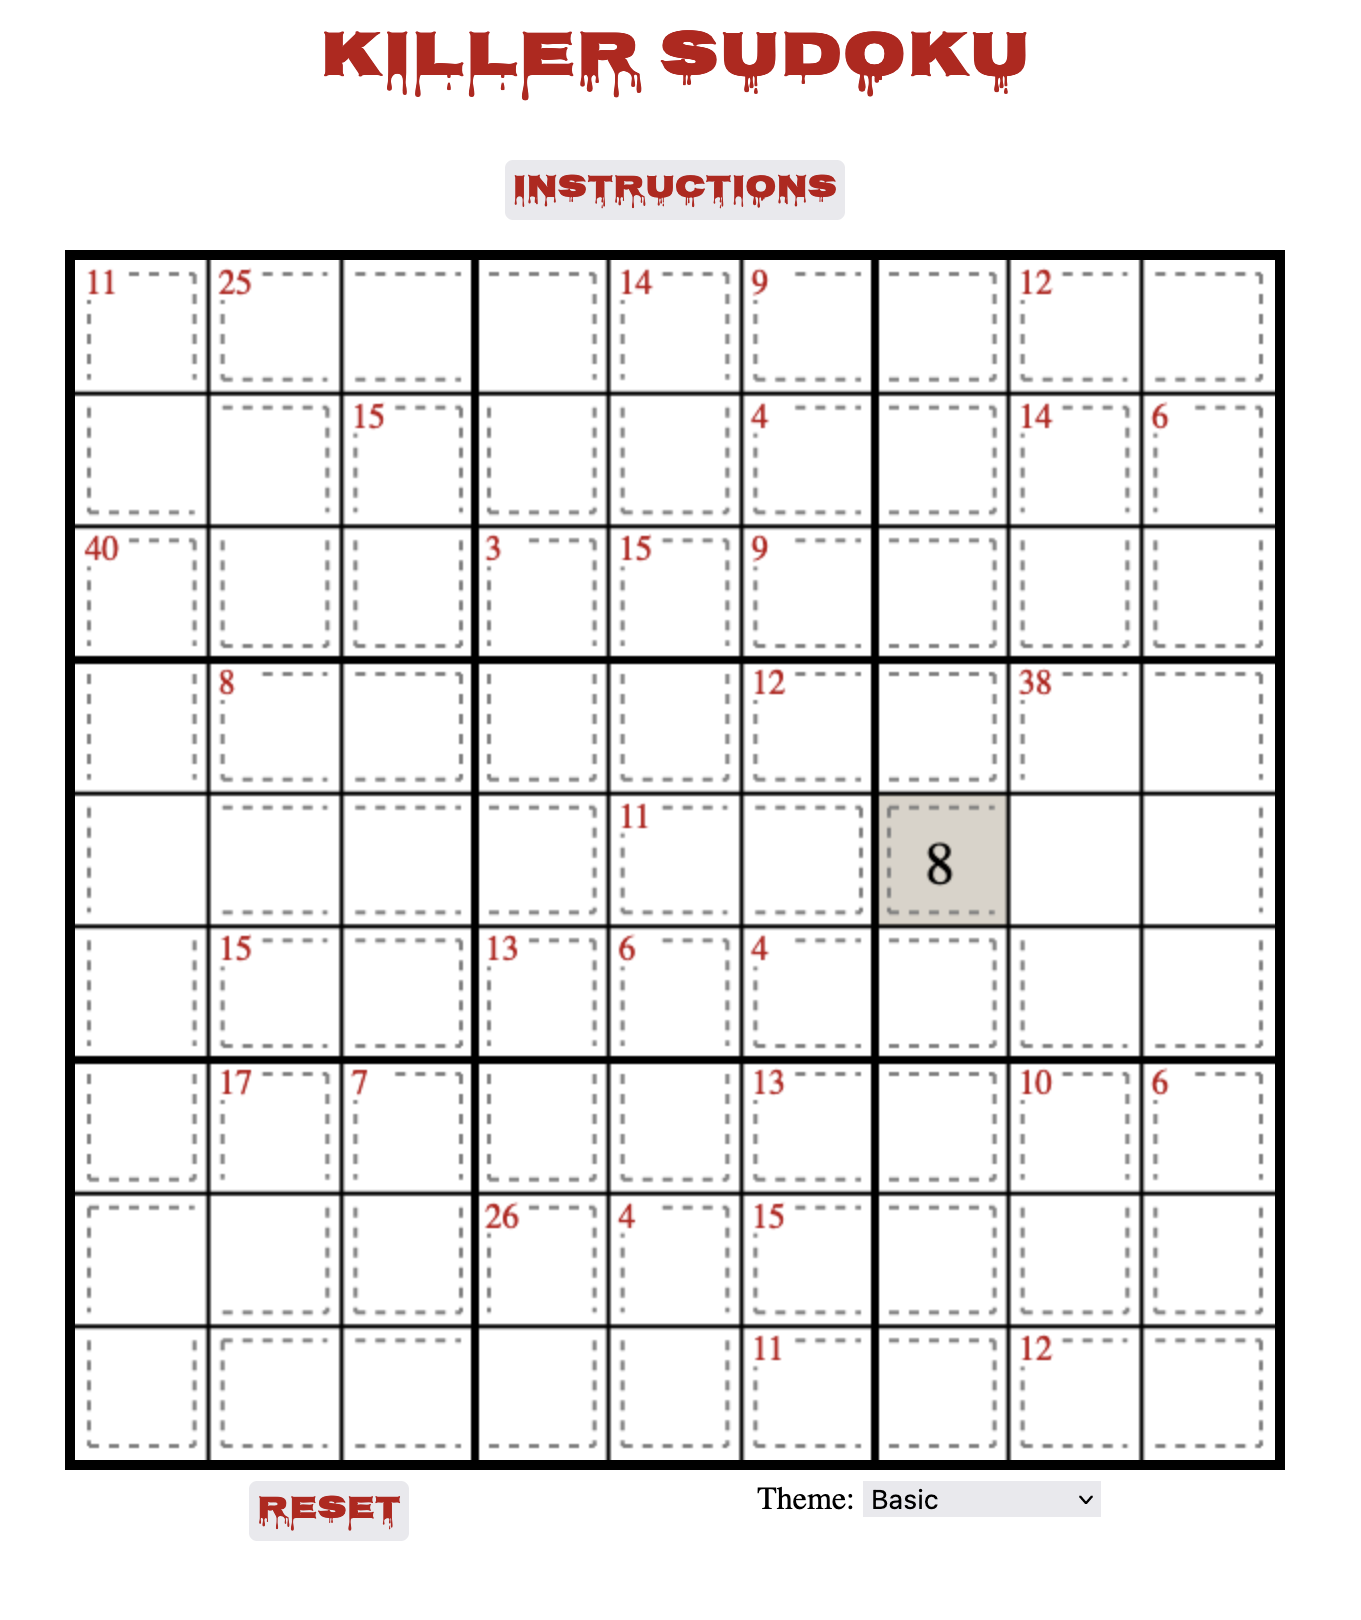 KILLER SUDOKU
INSTRUCTIONS
11 25 14 9 12
15 4 14 6
40 3 15 9
8 12 38
11 8
15 13 6 4
17 7 13 10 6
26 4 15
11 12
RESET Theme: Basic